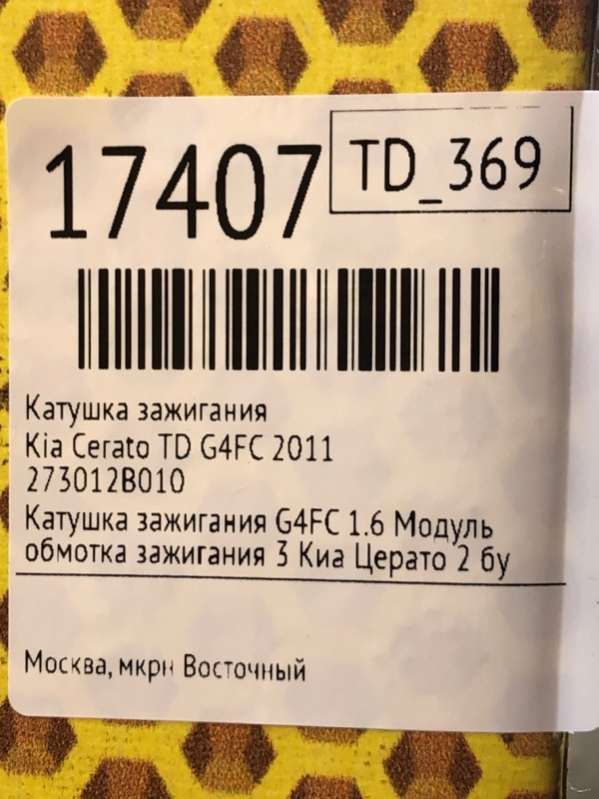 17407
TD_369
Катушка зажигания
Kia Cerato TD G4FC 2011
273012B010
Катушка зажигания G4FC 1.6 Модуль
обмотка зажигания 3 Киа Церато 2 бу
Москва, мкрн Восточный